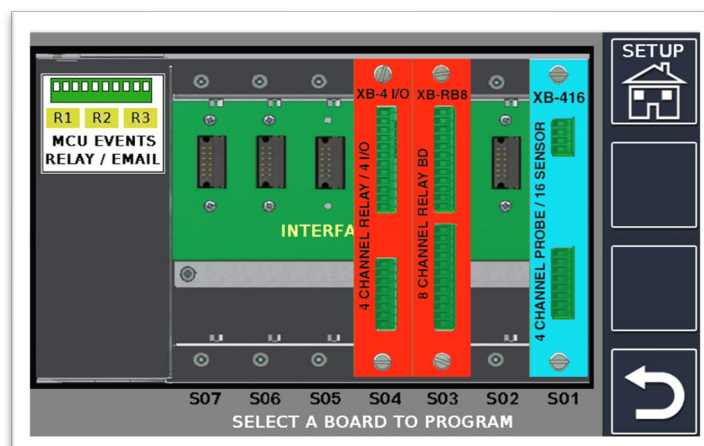 SETUP
R1 R2 R3
MCU EVENTS
RELAY / EMAIL
XB-4 I/O
XB-RB8
XB-416
4 CHANNEL RELAY / 4 I/O
8 CHANNEL RELAY BD
4 CHANNEL PROBE / 16 SENSOR
INTERFA
S07 S06 S05 S04 S03 S02 S01
SELECT A BOARD TO PROGRAM